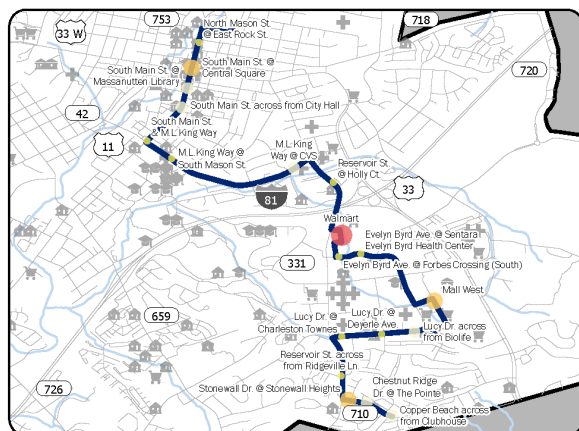 753
718
North Mason St.
@ East Rock St.
33 W
720
South Main St. @
Massanutten Library
South Main St. @
Central Square
42
South Main St. across from City Hall
South Main St.
& M.L King Way
11
M.L.King Way @
South Mason St.
M.L King
Way @ CVS
Reservoir St.
@ Holly Ct.
33
81
Walmart
Evelyn Byrd Ave. @ Sentara
Evelyn Byrd Health Center
331
Evelyn Byrd Ave. @ Forbes Crossing (South)
Mall West
659
Lucy Dr. @
Charleston Townes
Lucy Dr. @
Deyerle Ave.
Lucy Dr. across
from Biolife
Reservoir St. across
from Ridgeville Ln.
726
Stonewall Dr. @ Stonewall Heights
Chestnut Ridge
Dr @ The Pointe
710
Copper Beach across
from Clubhouse